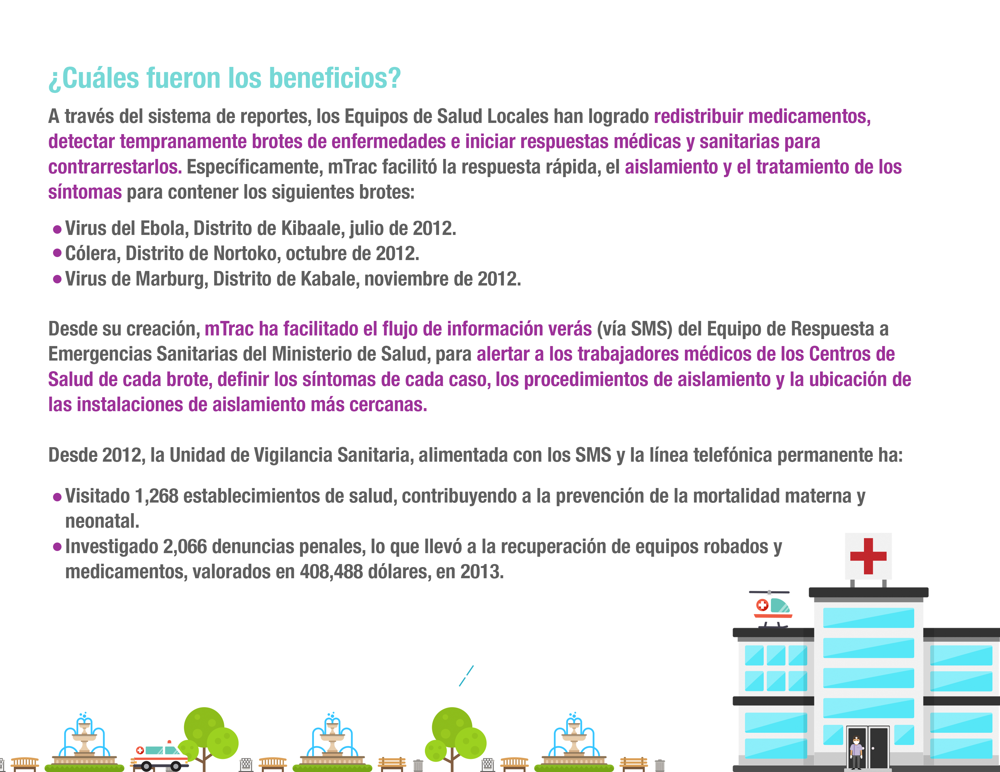 ¿Cuáles fueron los beneficios?
A través del sistema de reportes, los Equipos de Salud Locales han logrado redistribuir medicamentos,
detectar tempranamente brotes de enfermedades e iniciar respuestas médicas y sanitarias para
contrarrestarlos. Específicamente, mTrac facilitó la respuesta rápida, el aislamiento y el tratamiento de los
síntomas para contener los siguientes brotes:
• Virus del Ebola, Distrito de Kibaale, julio de 2012.
• Cólera, Distrito de Nortoko, octubre de 2012.
• Virus de Marburg, Distrito de Kabale, noviembre de 2012.
Desde su creación, mTrac ha facilitado el flujo de información verás (vía SMS) del Equipo de Respuesta a
Emergencias Sanitarias del Ministerio de Salud, para alertar a los trabajadores médicos de los Centros de
Salud de cada brote, definir los síntomas de cada caso, los procedimientos de aislamiento y la ubicación de
las instalaciones de aislamiento más cercanas.
Desde 2012, la Unidad de Vigilancia Sanitaria, alimentada con los SMS y la línea telefónica permanente ha:
• Visitado 1,268 establecimientos de salud, contribuyendo a la prevención de la mortalidad materna y
neonatal.
• Investigado 2,066 denuncias penales, lo que llevó a la recuperación de equipos robados y
medicamentos, valorados en 408,488 dólares, en 2013.